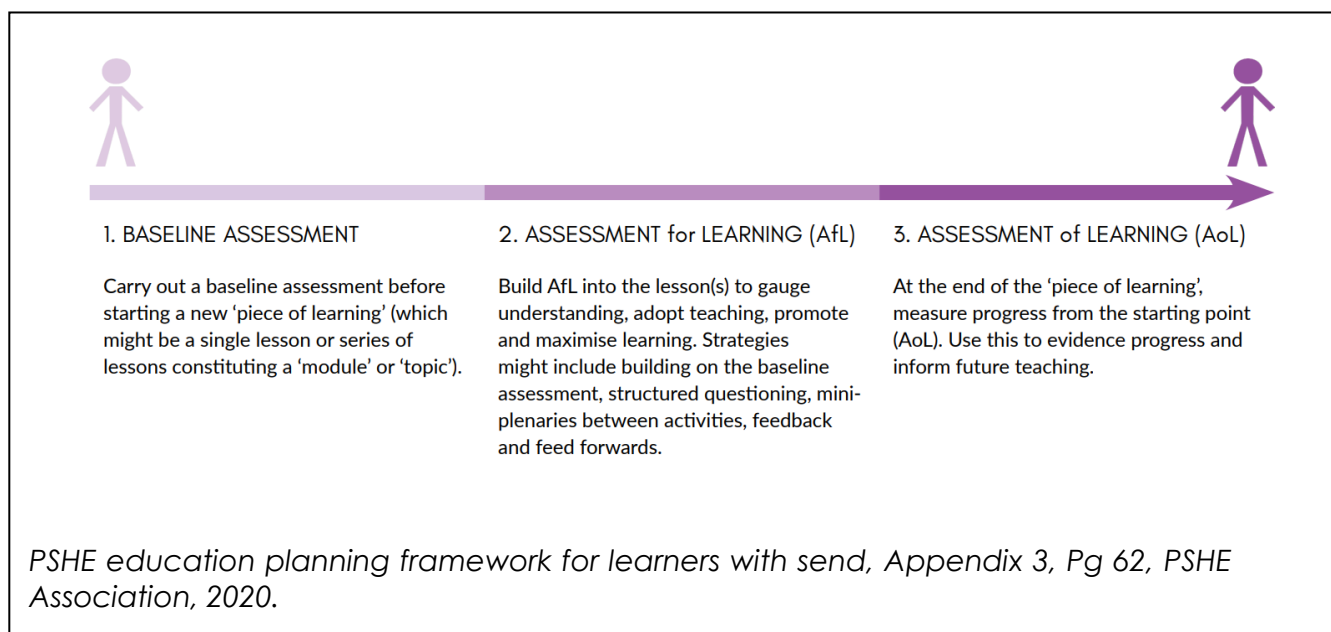 1. BASELINE ASSESSMENT
Carry out a baseline assessment before
starting a new ‘piece of learning’ (which
might be a single lesson or series of
lessons constituting a ‘module’ or ‘topic’).
2. ASSESSMENT for LEARNING (AfL)
Build AfL into the lesson(s) to gauge
understanding, adopt teaching, promote
and maximise learning. Strategies
might include building on the baseline
assessment, structured questioning, mini-
plenaries between activities, feedback
and feed forwards.
3. ASSESSMENT of LEARNING (AoL)
At the end of the ‘piece of learning’,
measure progress from the starting point
(AoL). Use this to evidence progress and
inform future teaching.
PSHE education planning framework for learners with send, Appendix 3, Pg 62, PSHE
Association, 2020.